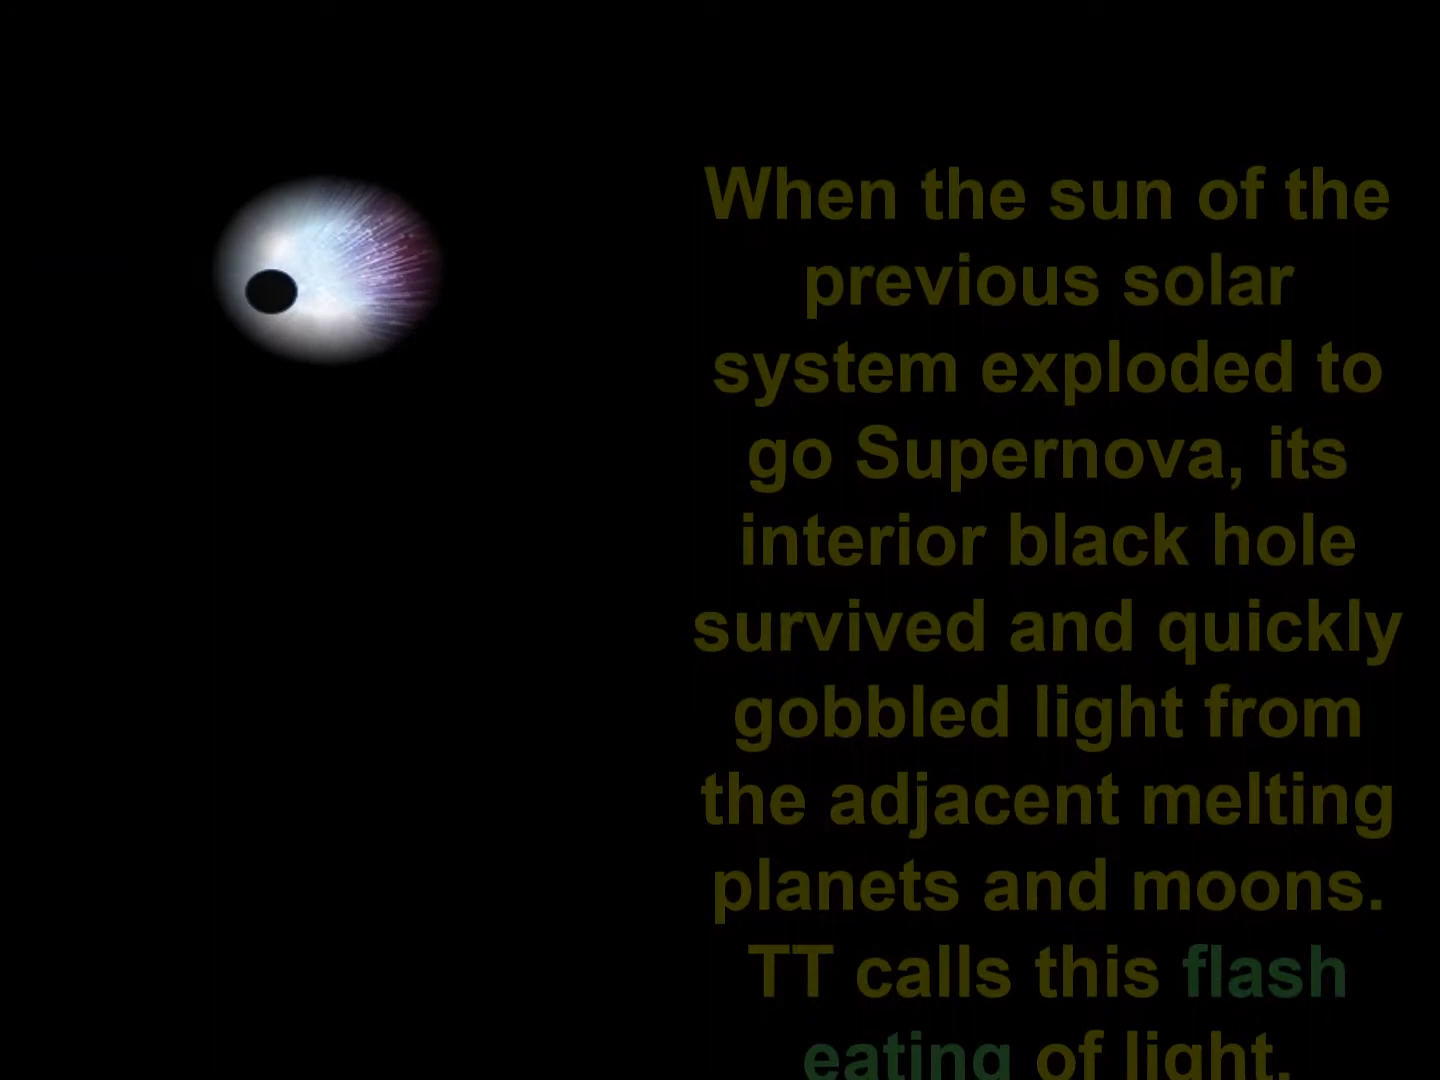 When the sun of the
previous solar
system exploded to
go Supernova, its
interior black hole
survived and quickly
gobbled light from
the adjacent melting
planets and moons.
TT calls this flash
eating of light.